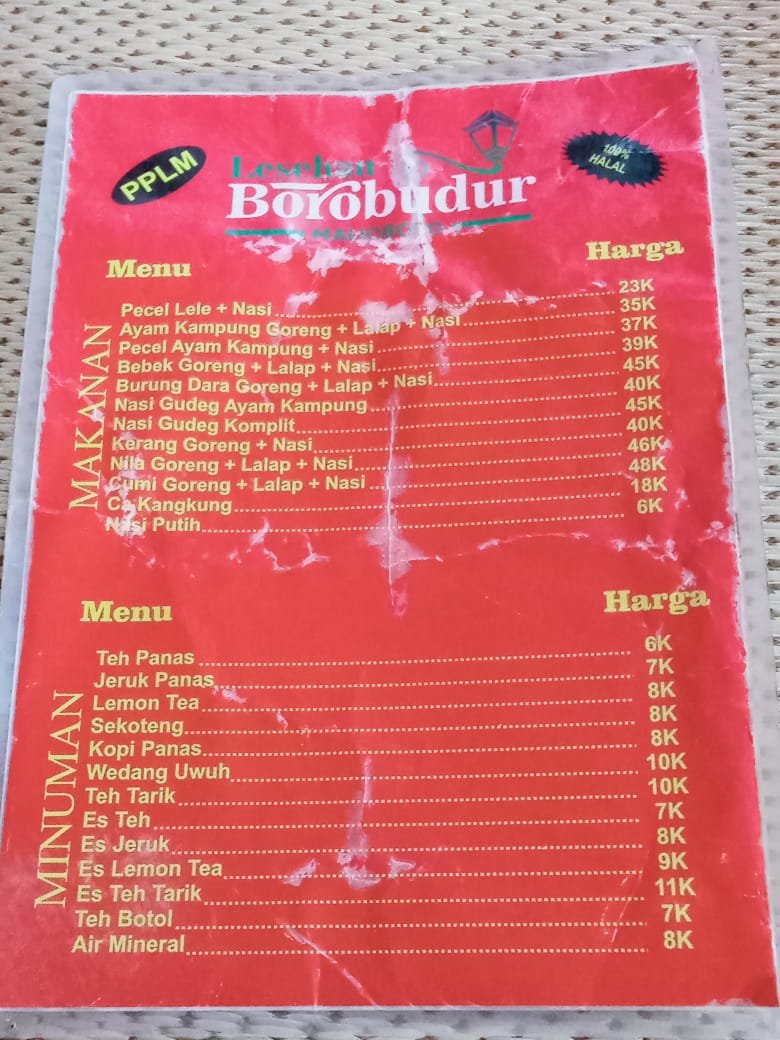 PPLM
Lesehan
Borobudur
MALIOBORO
100%
HALAL
Menu Harga
MAKANAN
Pecel Lele + Nasi 23K
Ayam Kampung Goreng + Lalap + Nasi 35K
Pecel Ayam Kampung + Nasi 37K
Bebek Goreng + Lalap + Nasi 39K
Burung Dara Goreng + Lalap + Nasi 45K
Nasi Gudeg Ayam Kampung 40K
Nasi Gudeg Komplit 45K
Kerang Goreng + Nasi 40K
Nila Goreng + Lalap + Nasi 46K
Cumi Goreng + Lalap + Nasi 48K
Ca Kangkung 18K
Nasi Putih 6K
Menu Harga
MINUMAN
Teh Panas 6K
Jeruk Panas 7K
Lemon Tea 8K
Sekoteng 8K
Kopi Panas 8K
Wedang Uwuh 10K
Teh Tarik 10K
Es Teh 7K
Es Jeruk 8K
Es Lemon Tea 9K
Es Teh Tarik 11K
Teh Botol 7K
Air Mineral 8K